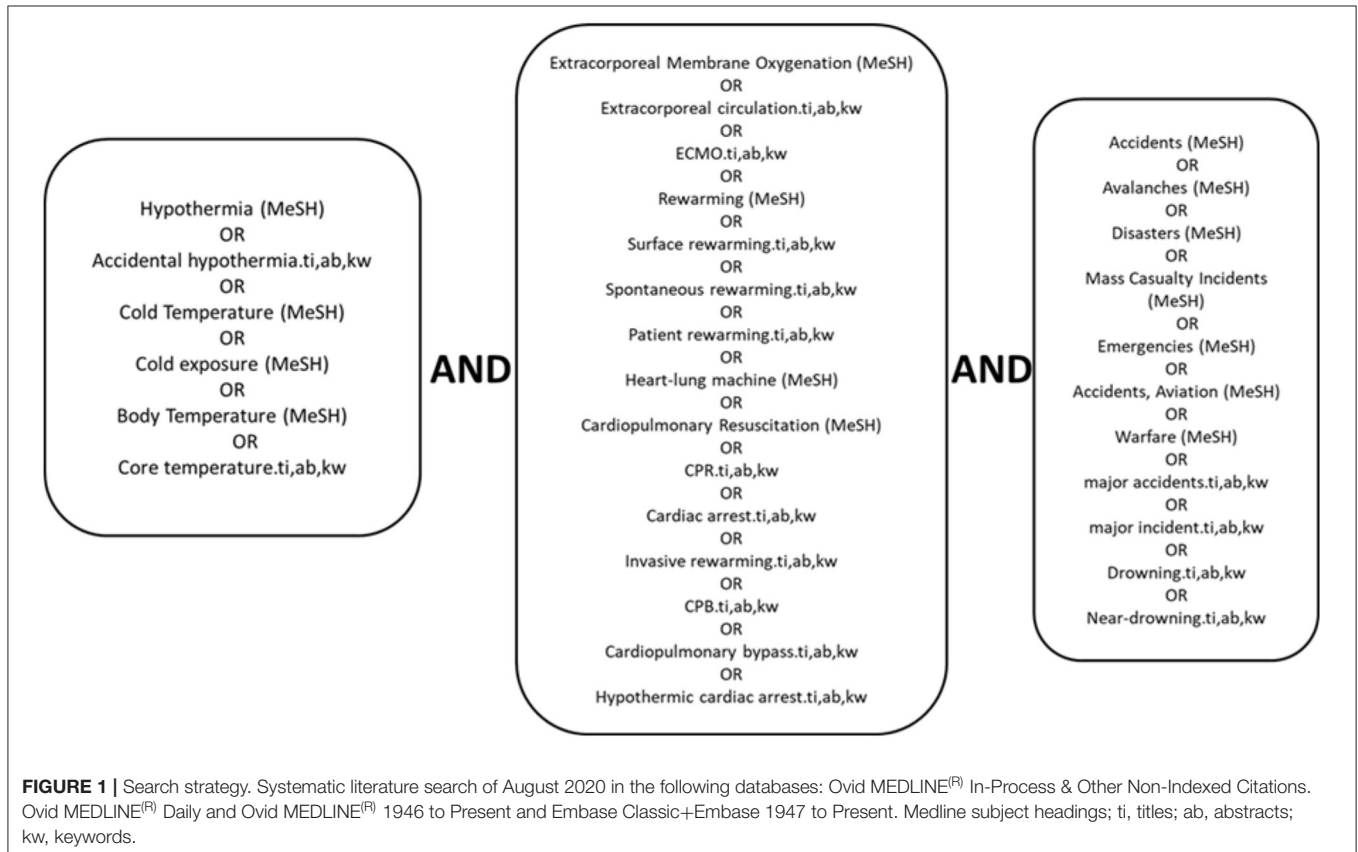 Hypothermia (MeSH)
OR
Accidental hypothermia.ti,ab,kw
OR
Cold Temperature (MeSH)
OR
Cold exposure (MeSH)
OR
Body Temperature (MeSH)
OR
Core temperature.ti,ab,kw
AND
Extracorporeal Membrane Oxygenation (MeSH)
OR
Extracorporeal circulation.ti,ab,kw
OR
ECMO.ti,ab,kw
OR
Rewarming (MeSH)
OR
Surface rewarming.ti,ab,kw
OR
Spontaneous rewarming.ti,ab,kw
OR
Patient rewarming.ti,ab,kw
OR
Heart-lung machine (MeSH)
OR
Cardiopulmonary Resuscitation (MeSH)
OR
CPR.ti,ab,kw
OR
Cardiac arrest.ti,ab,kw
OR
Invasive rewarming.ti,ab,kw
OR
CPB.ti,ab,kw
OR
Cardiopulmonary bypass.ti,ab,kw
OR
Hypothermic cardiac arrest.ti,ab,kw
AND
Accidents (MeSH)
OR
Avalanches (MeSH)
OR
Disasters (MeSH)
OR
Mass Casualty Incidents
(MeSH)
OR
Emergencies (MeSH)
OR
Accidents, Aviation (MeSH)
OR
Warfare (MeSH)
OR
major accidents.ti,ab,kw
OR
major incident.ti,ab,kw
OR
Drowning.ti,ab,kw
OR
Near-drowning.ti,ab,kw
FIGURE 1 | Search strategy. Systematic literature search of August 2020 in the following databases: Ovid MEDLINE(R) In-Process & Other Non-Indexed Citations.
Ovid MEDLINE(R) Daily and Ovid MEDLINE(R) 1946 to Present and Embase Classic+Embase 1947 to Present. Medline subject headings; ti, titles; ab, abstracts;
kw, keywords.